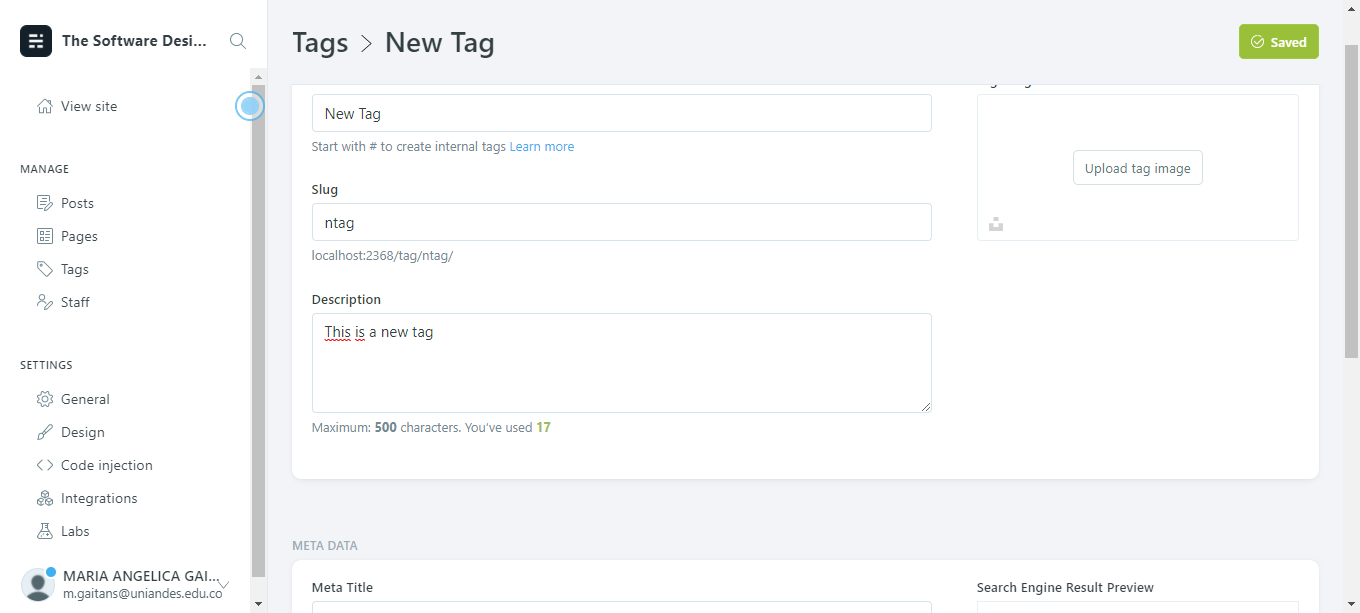 The Software Desi...
View site
MANAGE
Posts
Pages
Tags
Staff
SETTINGS
General
Design
Code injection
Integrations
Labs
MARIA ANGELICA GAI...
m.gaitans@uniandes.edu.co
Tags > New Tag
Saved
New Tag
Start with # to create internal tags Learn more
Slug
ntag
localhost:2368/tag/ntag/
Description
This is a new tag
Maximum: 500 characters. You've used 17
Upload tag image
META DATA
Meta Title
Search Engine Result Preview